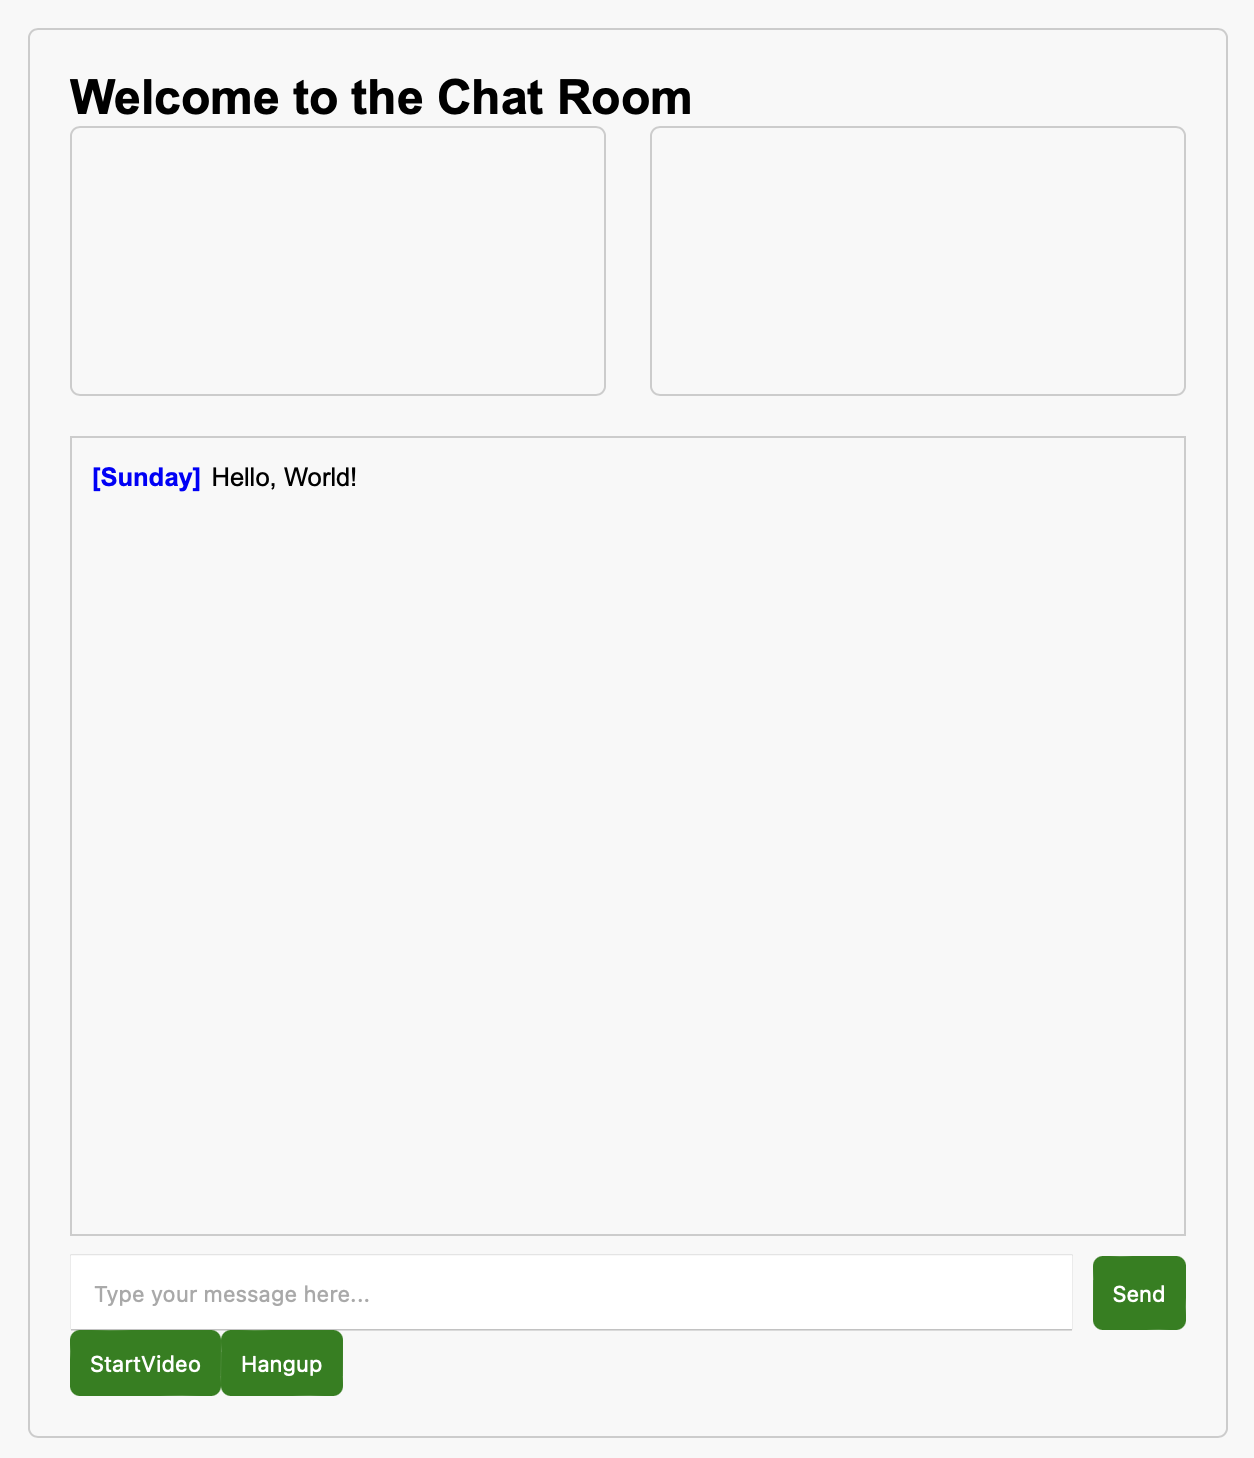 Welcome to the Chat Room
[Sunday] Hello, World!
Type your message here...
Send
StartVideo
Hangup